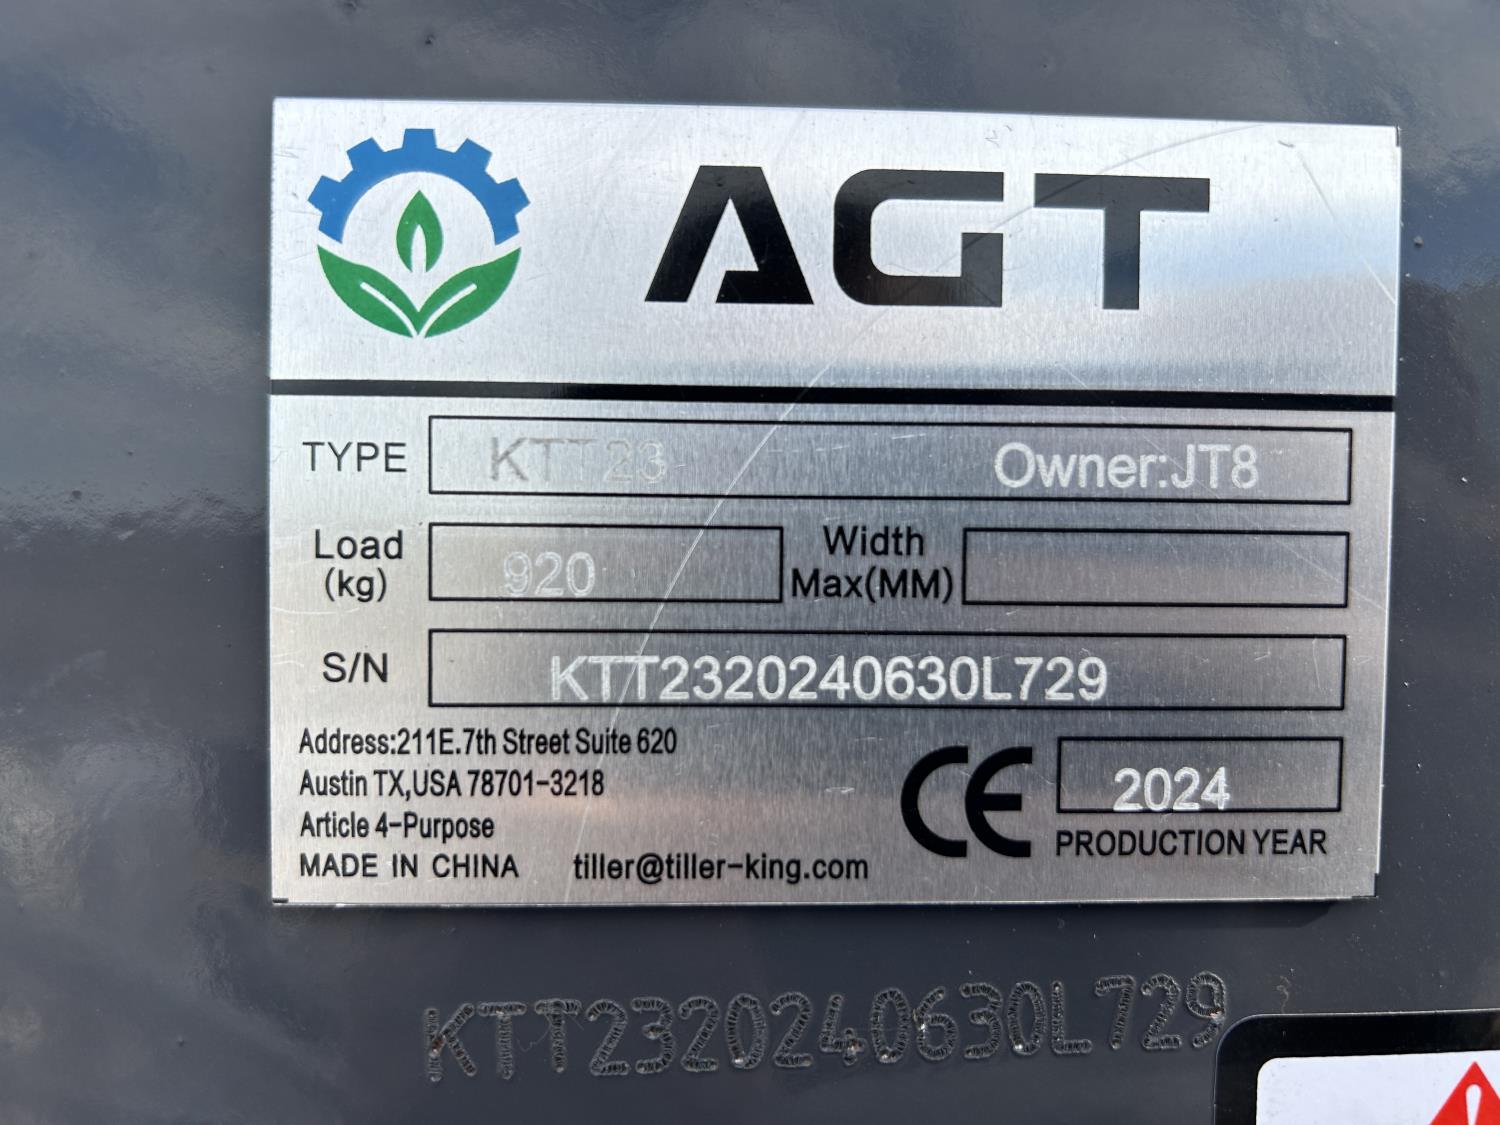 AGT
TYPE KTT23 Owner:JT8
Load (kg) 920 Width Max(MM)
S/N KTT2320240630L729
Address:211E.7th Street Suite 620
Austin TX,USA 78701-3218
Article 4-Purpose
MADE IN CHINA tiller@tiller-king.com
CE 2024
PRODUCTION YEAR
KTT2320240630L729